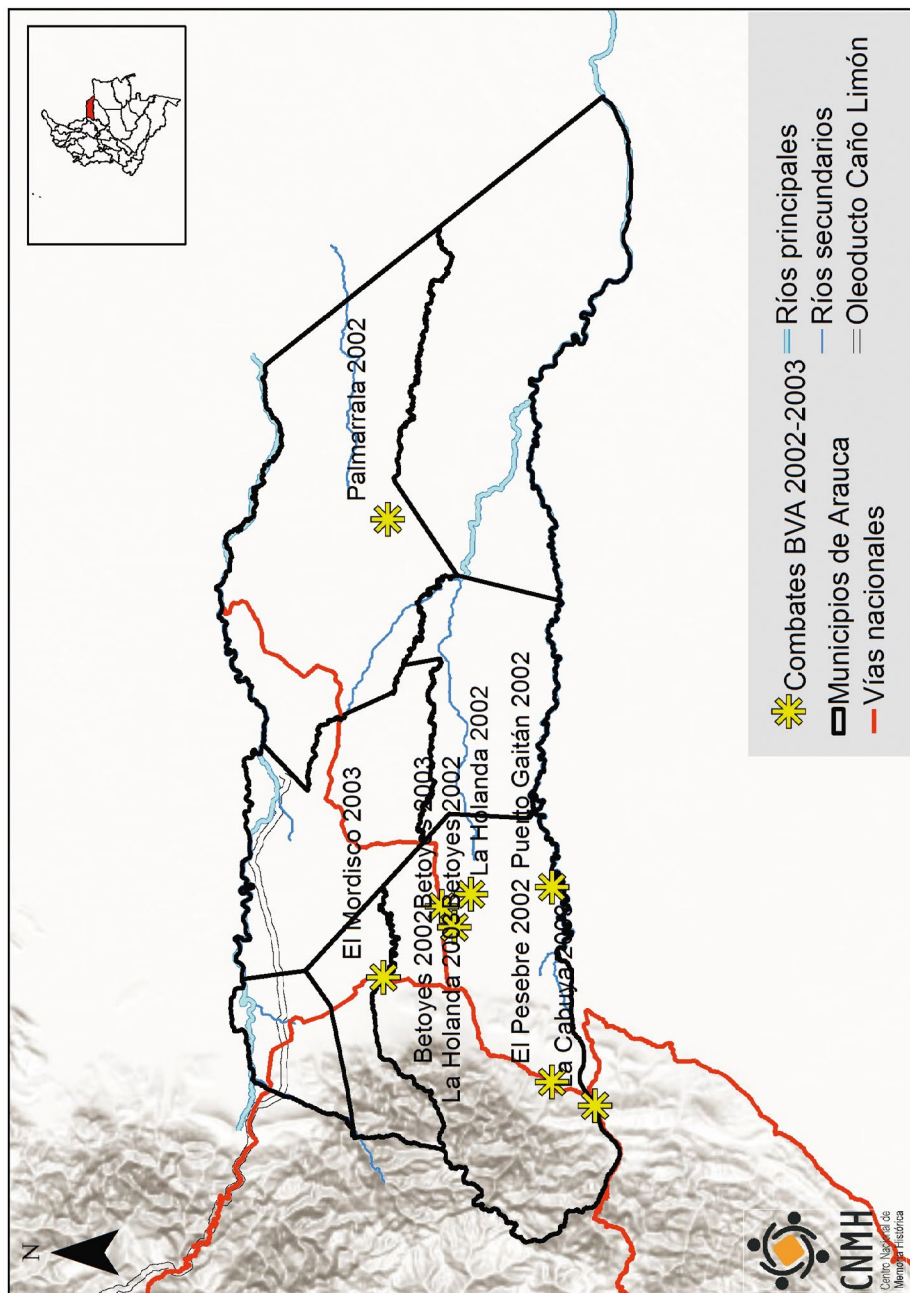 N
Palmarrala 2002
El Mordisco 2003
Betoyes 2002
Betoyes 2003
La Holanda 2003
Betoyes 2002
La Holanda 2002
El Pesebre 2002
Puerto Gaitán 2002
La Cabuya
Combates BVA 2002-2003
Municipios de Arauca
Vías nacionales
Ríos principales
Ríos secundarios
Oleoducto Caño Limón
CNMH
Centro Nacional de
Memoria Histórica